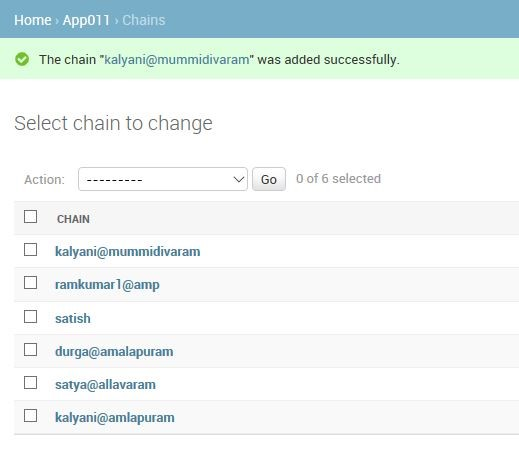 Home › App011 › Chains
The chain "kalyani@mummidivaram" was added successfully.
Select chain to change
Action: --------- Go 0 of 6 selected
CHAIN
kalyani@mummidivaram
ramkumar1@amp
satish
durga@amalapuram
satya@allavaram
kalyani@amlapuram